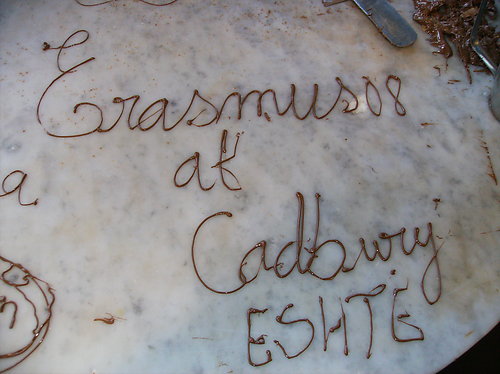 Erasmus08
at
a
Cadbury
ESHTE